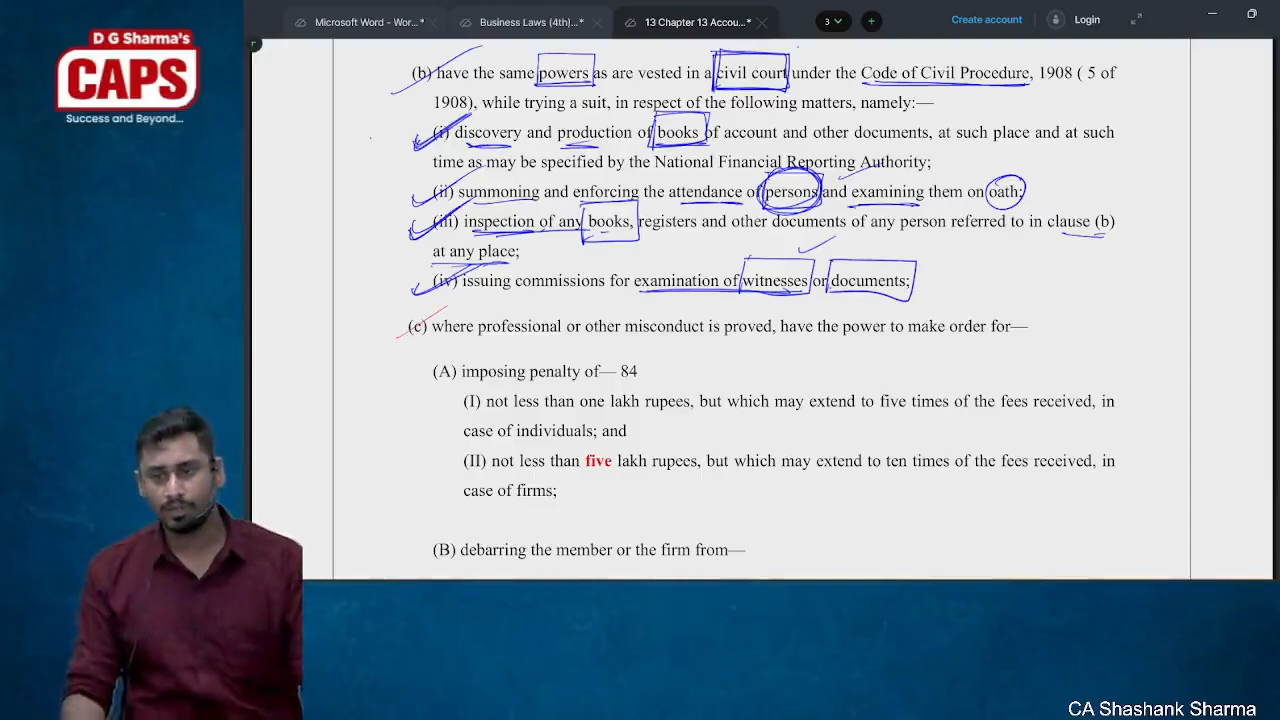 D G Sharma's
CAPS
Success and Beyond...
Microsoft Word - Wor...*
Business Laws (4th)...*
13 Chapter 13 Accou...*
3
Create account
Login
(b) have the same powers as are vested in a civil court under the Code of Civil Procedure, 1908 ( 5 of
1908), while trying a suit, in respect of the following matters, namely:—
(i) discovery and production of books of account and other documents, at such place and at such
time as may be specified by the National Financial Reporting Authority;
(ii) summoning and enforcing the attendance of persons and examining them on oath;
(iii) inspection of any books, registers and other documents of any person referred to in clause (b)
at any place;
(iv) issuing commissions for examination of witnesses or documents;
(c) where professional or other misconduct is proved, have the power to make order for—
(A) imposing penalty of— 84
(I) not less than one lakh rupees, but which may extend to five times of the fees received, in
case of individuals; and
(II) not less than five lakh rupees, but which may extend to ten times of the fees received, in
case of firms;
(B) debarring the member or the firm from—
CA Shashank Sharma